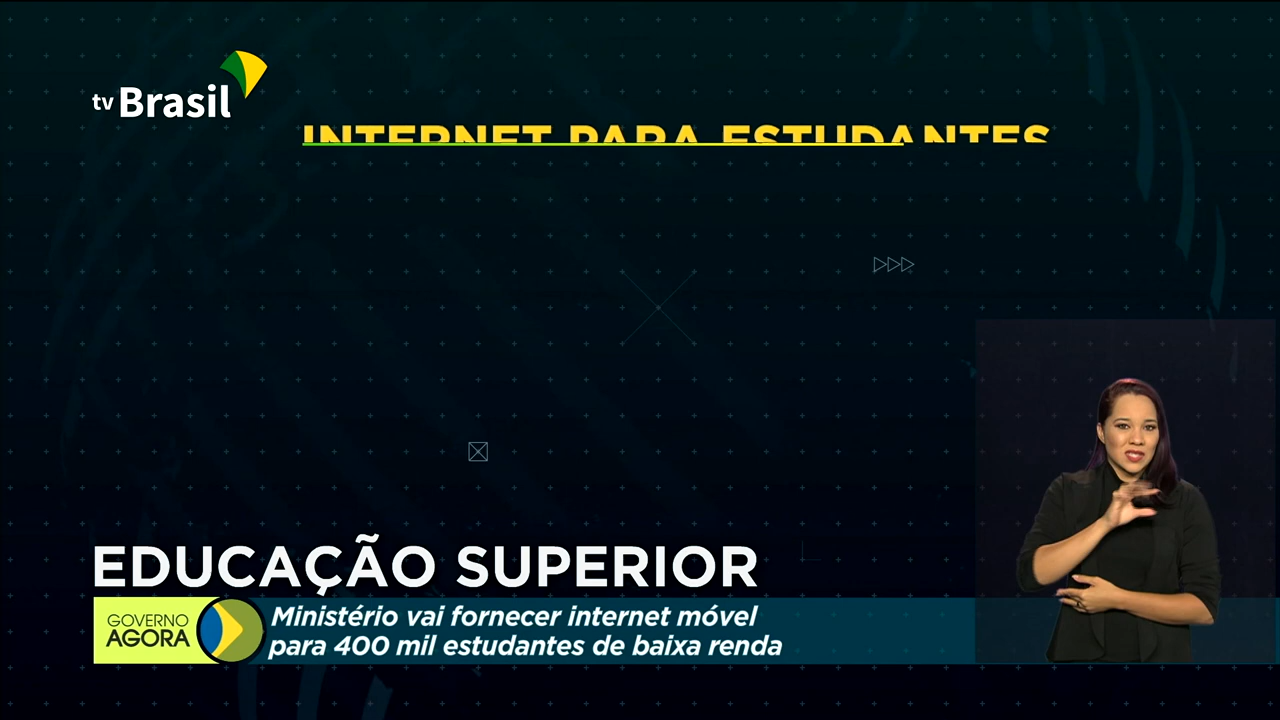 tv Brasil
INTERNET PARA ESTUDANTES
EDUCAÇÃO SUPERIOR
GOVERNO
AGORA
Ministério vai fornecer internet móvel
para 400 mil estudantes de baixa renda